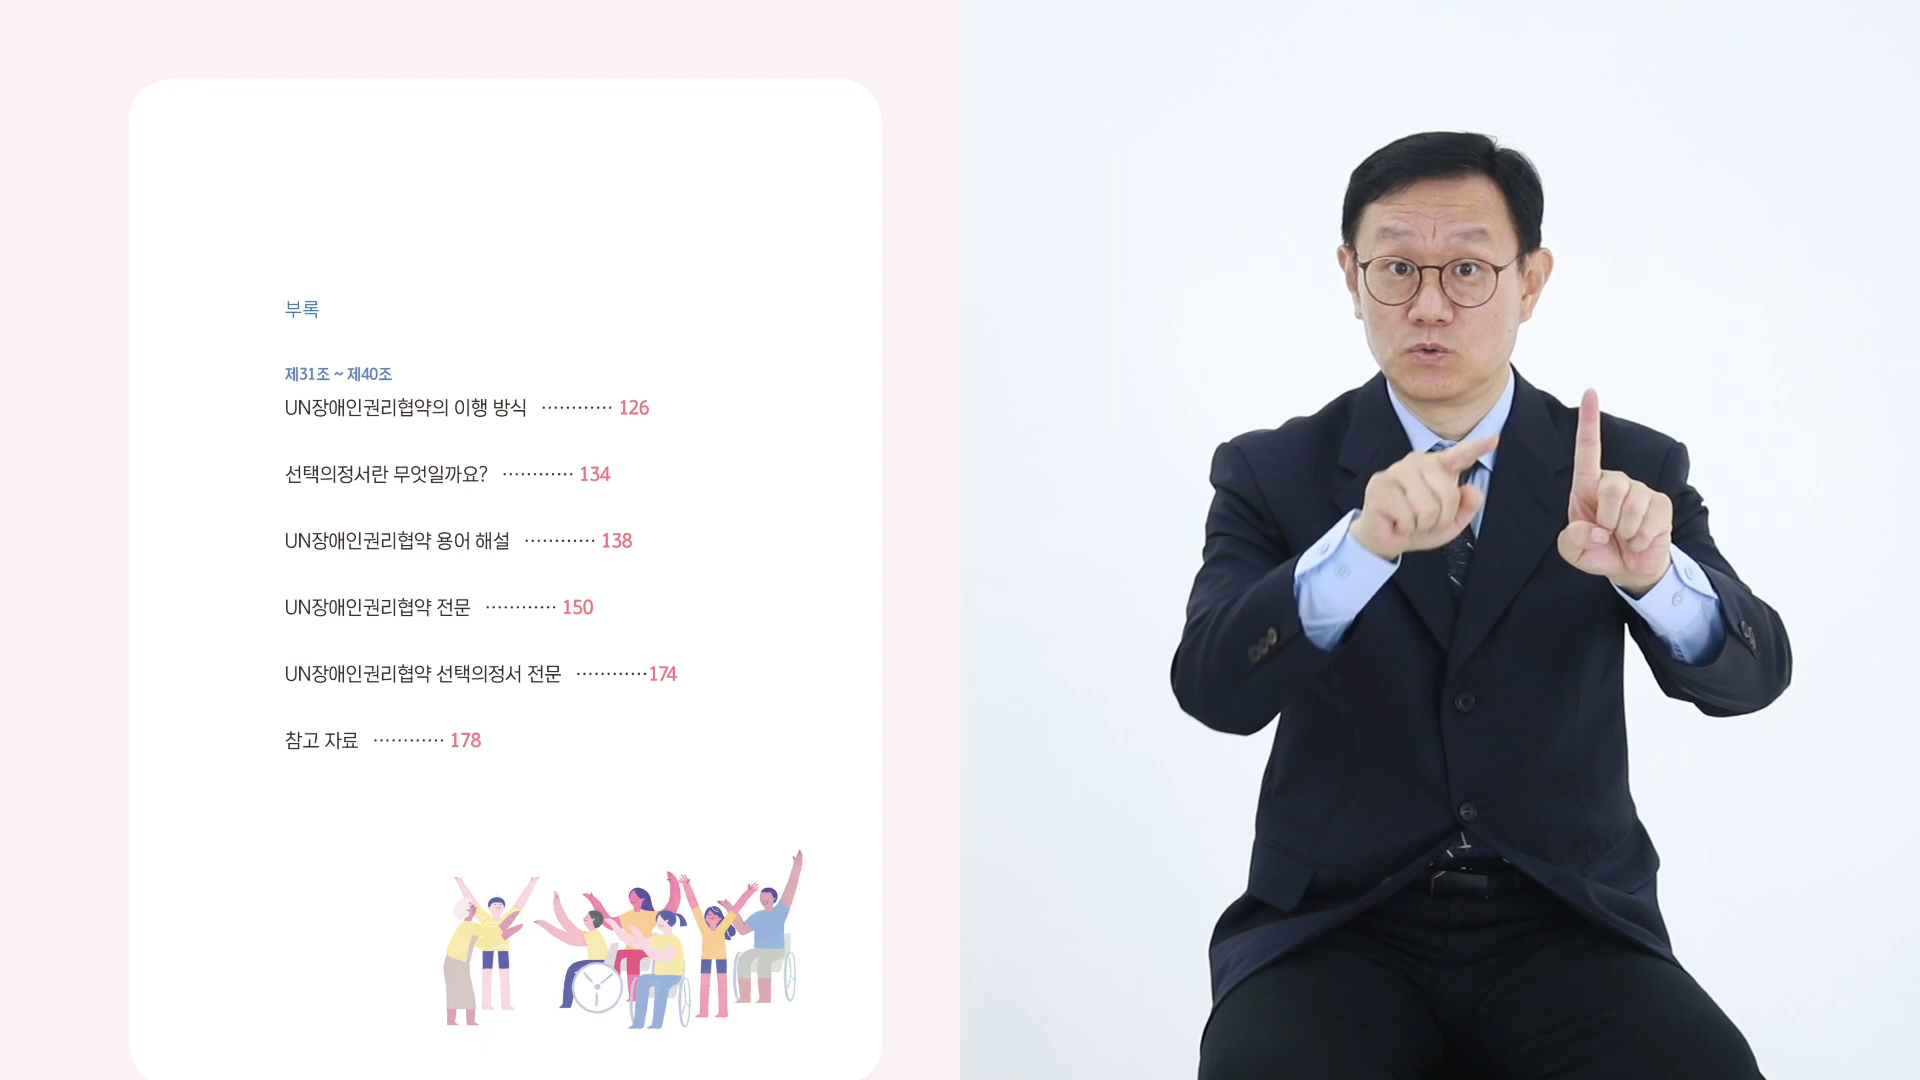 부록
제31조 ~ 제40조
UN장애인권리협약의 이행 방식 ············ 126
선택의정서란 무엇일까요? ············ 134
UN장애인권리협약 용어 해설 ············ 138
UN장애인권리협약 전문 ············ 150
UN장애인권리협약 선택의정서 전문 ············174
참고 자료 ············ 178